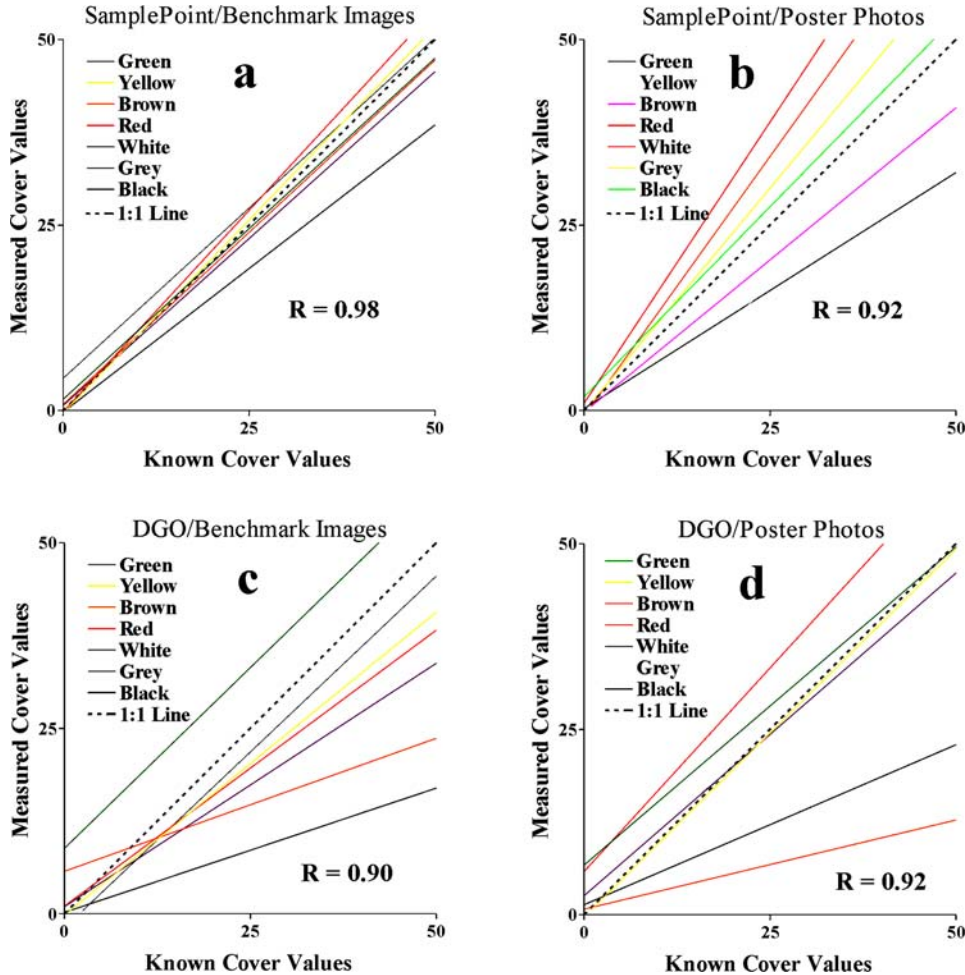 SamplePoint/Benchmark Images
50
Green
Yellow
Brown
Red
White
Grey
Black
1:1 Line
a
25
R = 0.98
0
0
25
50
Measured Cover Values
Known Cover Values
SamplePoint/Poster Photos
50
Green
Yellow
Brown
Red
White
Grey
Black
1:1 Line
b
25
R = 0.92
0
0
25
50
Measured Cover Values
Known Cover Values
DGO/Benchmark Images
50
Green
Yellow
Brown
Red
White
Grey
Black
1:1 Line
c
25
R = 0.90
0
0
25
50
Measured Cover Values
Known Cover Values
DGO/Poster Photos
50
Green
Yellow
Brown
Red
White
Grey
Black
1:1 Line
d
25
R = 0.92
0
0
25
50
Measured Cover Values
Known Cover Values